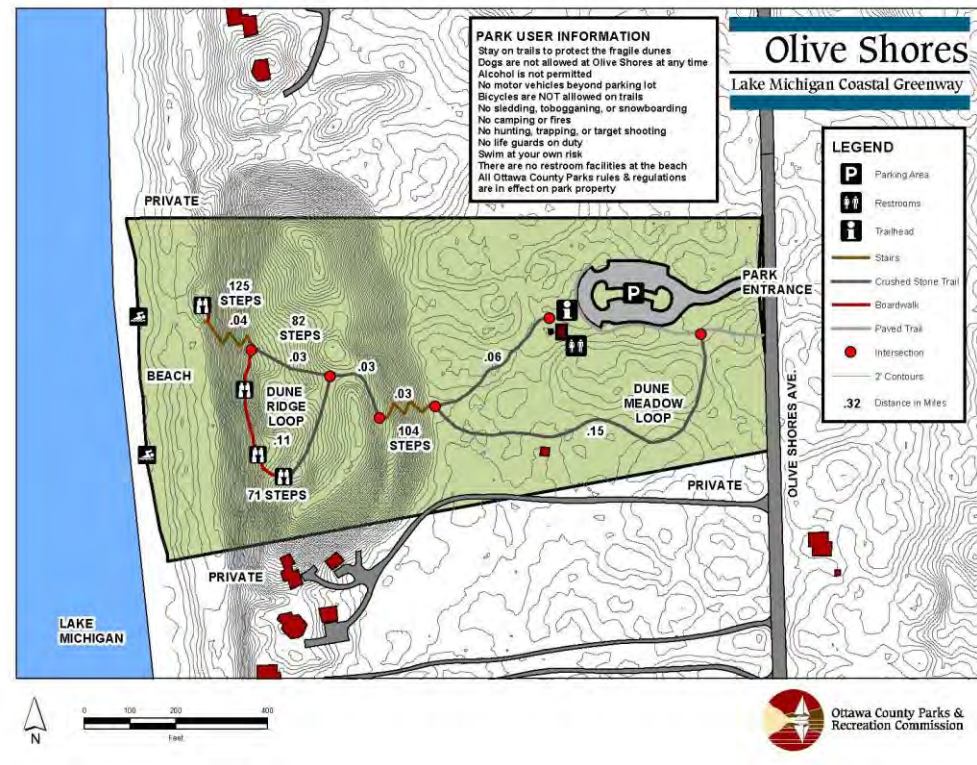 PARK USER INFORMATION
Stay on trails to protect the fragile dunes
Dogs are not allowed at Olive Shores at any time
Alcohol is not permitted
No motor vehicles beyond parking lot
Bicycles are NOT allowed on trails
No sledding, tobogganing, or snowboarding
No camping or fires
No hunting, trapping, or target shooting
No life guards on duty
Swim at your own risk
There are no restroom facilities at the beach
All Ottawa County Parks rules & regulations
are in effect on park property
Olive Shores
Lake Michigan Coastal Greenway
LEGEND
P Parking Area
Restrooms
i Trailhead
Stairs
Crushed Stone Trail
Boardwalk
Paved Trail
Intersection
2' Contours
.32 Distance in Miles
PRIVATE
125
STEPS
.04
82
STEPS
.03
.03
.03
104
STEPS
.06
i
P
PARK
ENTRANCE
BEACH
DUNE
RIDGE
LOOP
.11
71 STEPS
DUNE
MEADOW
LOOP
.15
OLIVE SHORES AVE.
PRIVATE
PRIVATE
LAKE
MICHIGAN
N
0 100 200 400
Feet
Ottawa County Parks &
Recreation Commission